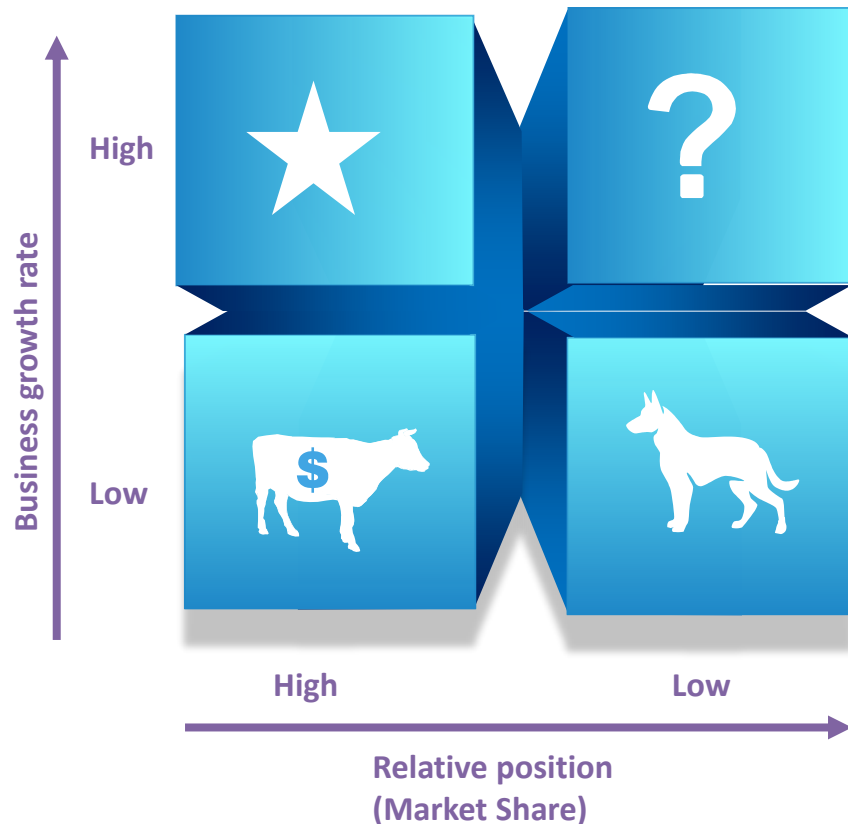 High
?
Business growth rate
$
Low
High
Low
Relative position
(Market Share)